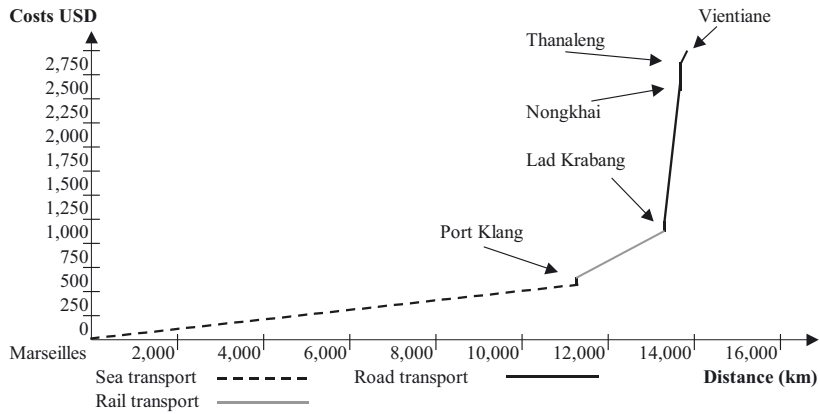 Costs USD
Vientiane
Thanaleng
2,750
2,500
Nongkhai
2,250
2,000
1,750
Lad Krabang
1,500
1,250
1,000
Port Klang
750
500
250
0
Marseilles 2,000 4,000 6,000 8,000 10,000 12,000 14,000 16,000
Sea transport Road transport Distance (km)
Rail transport